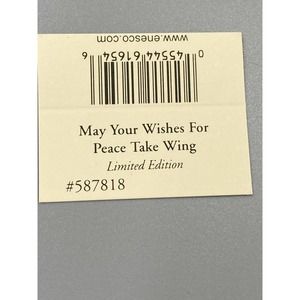 www.enesco.com
0 45544 61654 6
May Your Wishes For
Peace Take Wing
Limited Edition
#587818